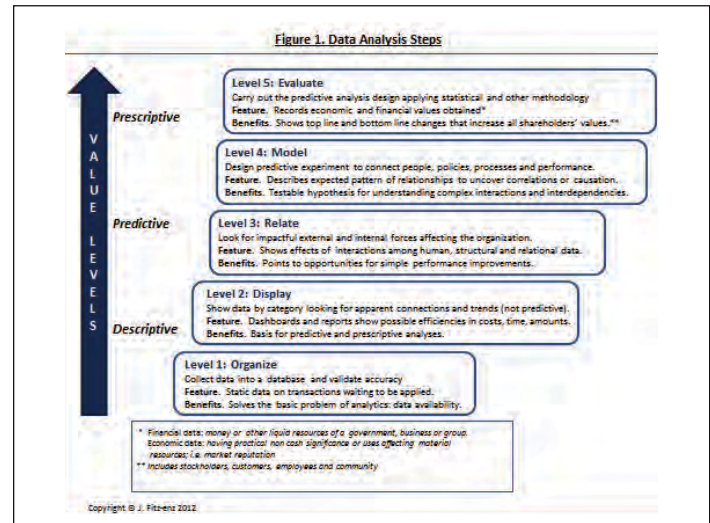 Figure 1. Data Analysis Steps
Level 5: Evaluate
Carry out the predictive analysis design applying statistical and other methodology
Feature. Records economic and financial values obtained*
Benefits. Shows top line and bottom line changes that increase all shareholders' values.**
Prescriptive
Level 4: Model
Design predictive experiment to connect people, policies, processes and performance.
Feature. Describes expected pattern of relationships to uncover correlations or causation.
Benefits. Testable hypothesis for understanding complex interactions and interdependencies.
VALUE LEVELS
Predictive
Level 3: Relate
Look for impactful external and internal forces affecting the organization.
Feature. Shows effects of interactions among human, structural and relational data.
Benefits. Points to opportunities for simple performance improvements.
Level 2: Display
Show data by category looking for apparent connections and trends (not predictive).
Feature. Dashboards and reports show possible efficiencies in costs, time, amounts.
Benefits. Basis for predictive and prescriptive analyses.
Descriptive
Level 1: Organize
Collect data into a database and validate accuracy
Feature. Static data on transactions waiting to be applied.
Benefits. Solves the basic problem of analytics: data availability.
* Financial data: money or other liquid resources of a government, business or group.
Economic data: having practical non cash significance or uses affecting material
resources; i.e. market reputation
** Includes stockholders, customers, employees and community
Copyright © J. Fitz-enz 2012